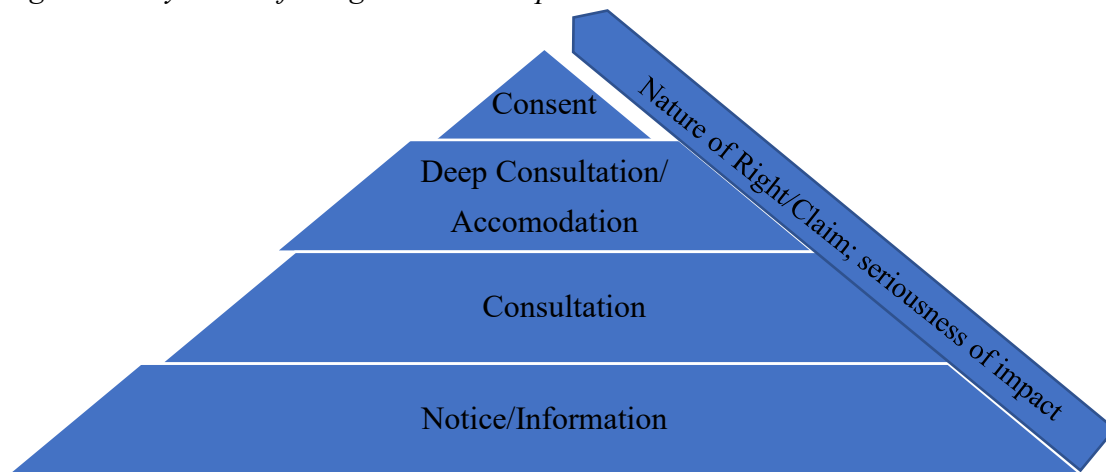 Consent
Deep Consultation/
Accomodation
Consultation
Notice/Information
Nature of Right/Claim; seriousness of impact